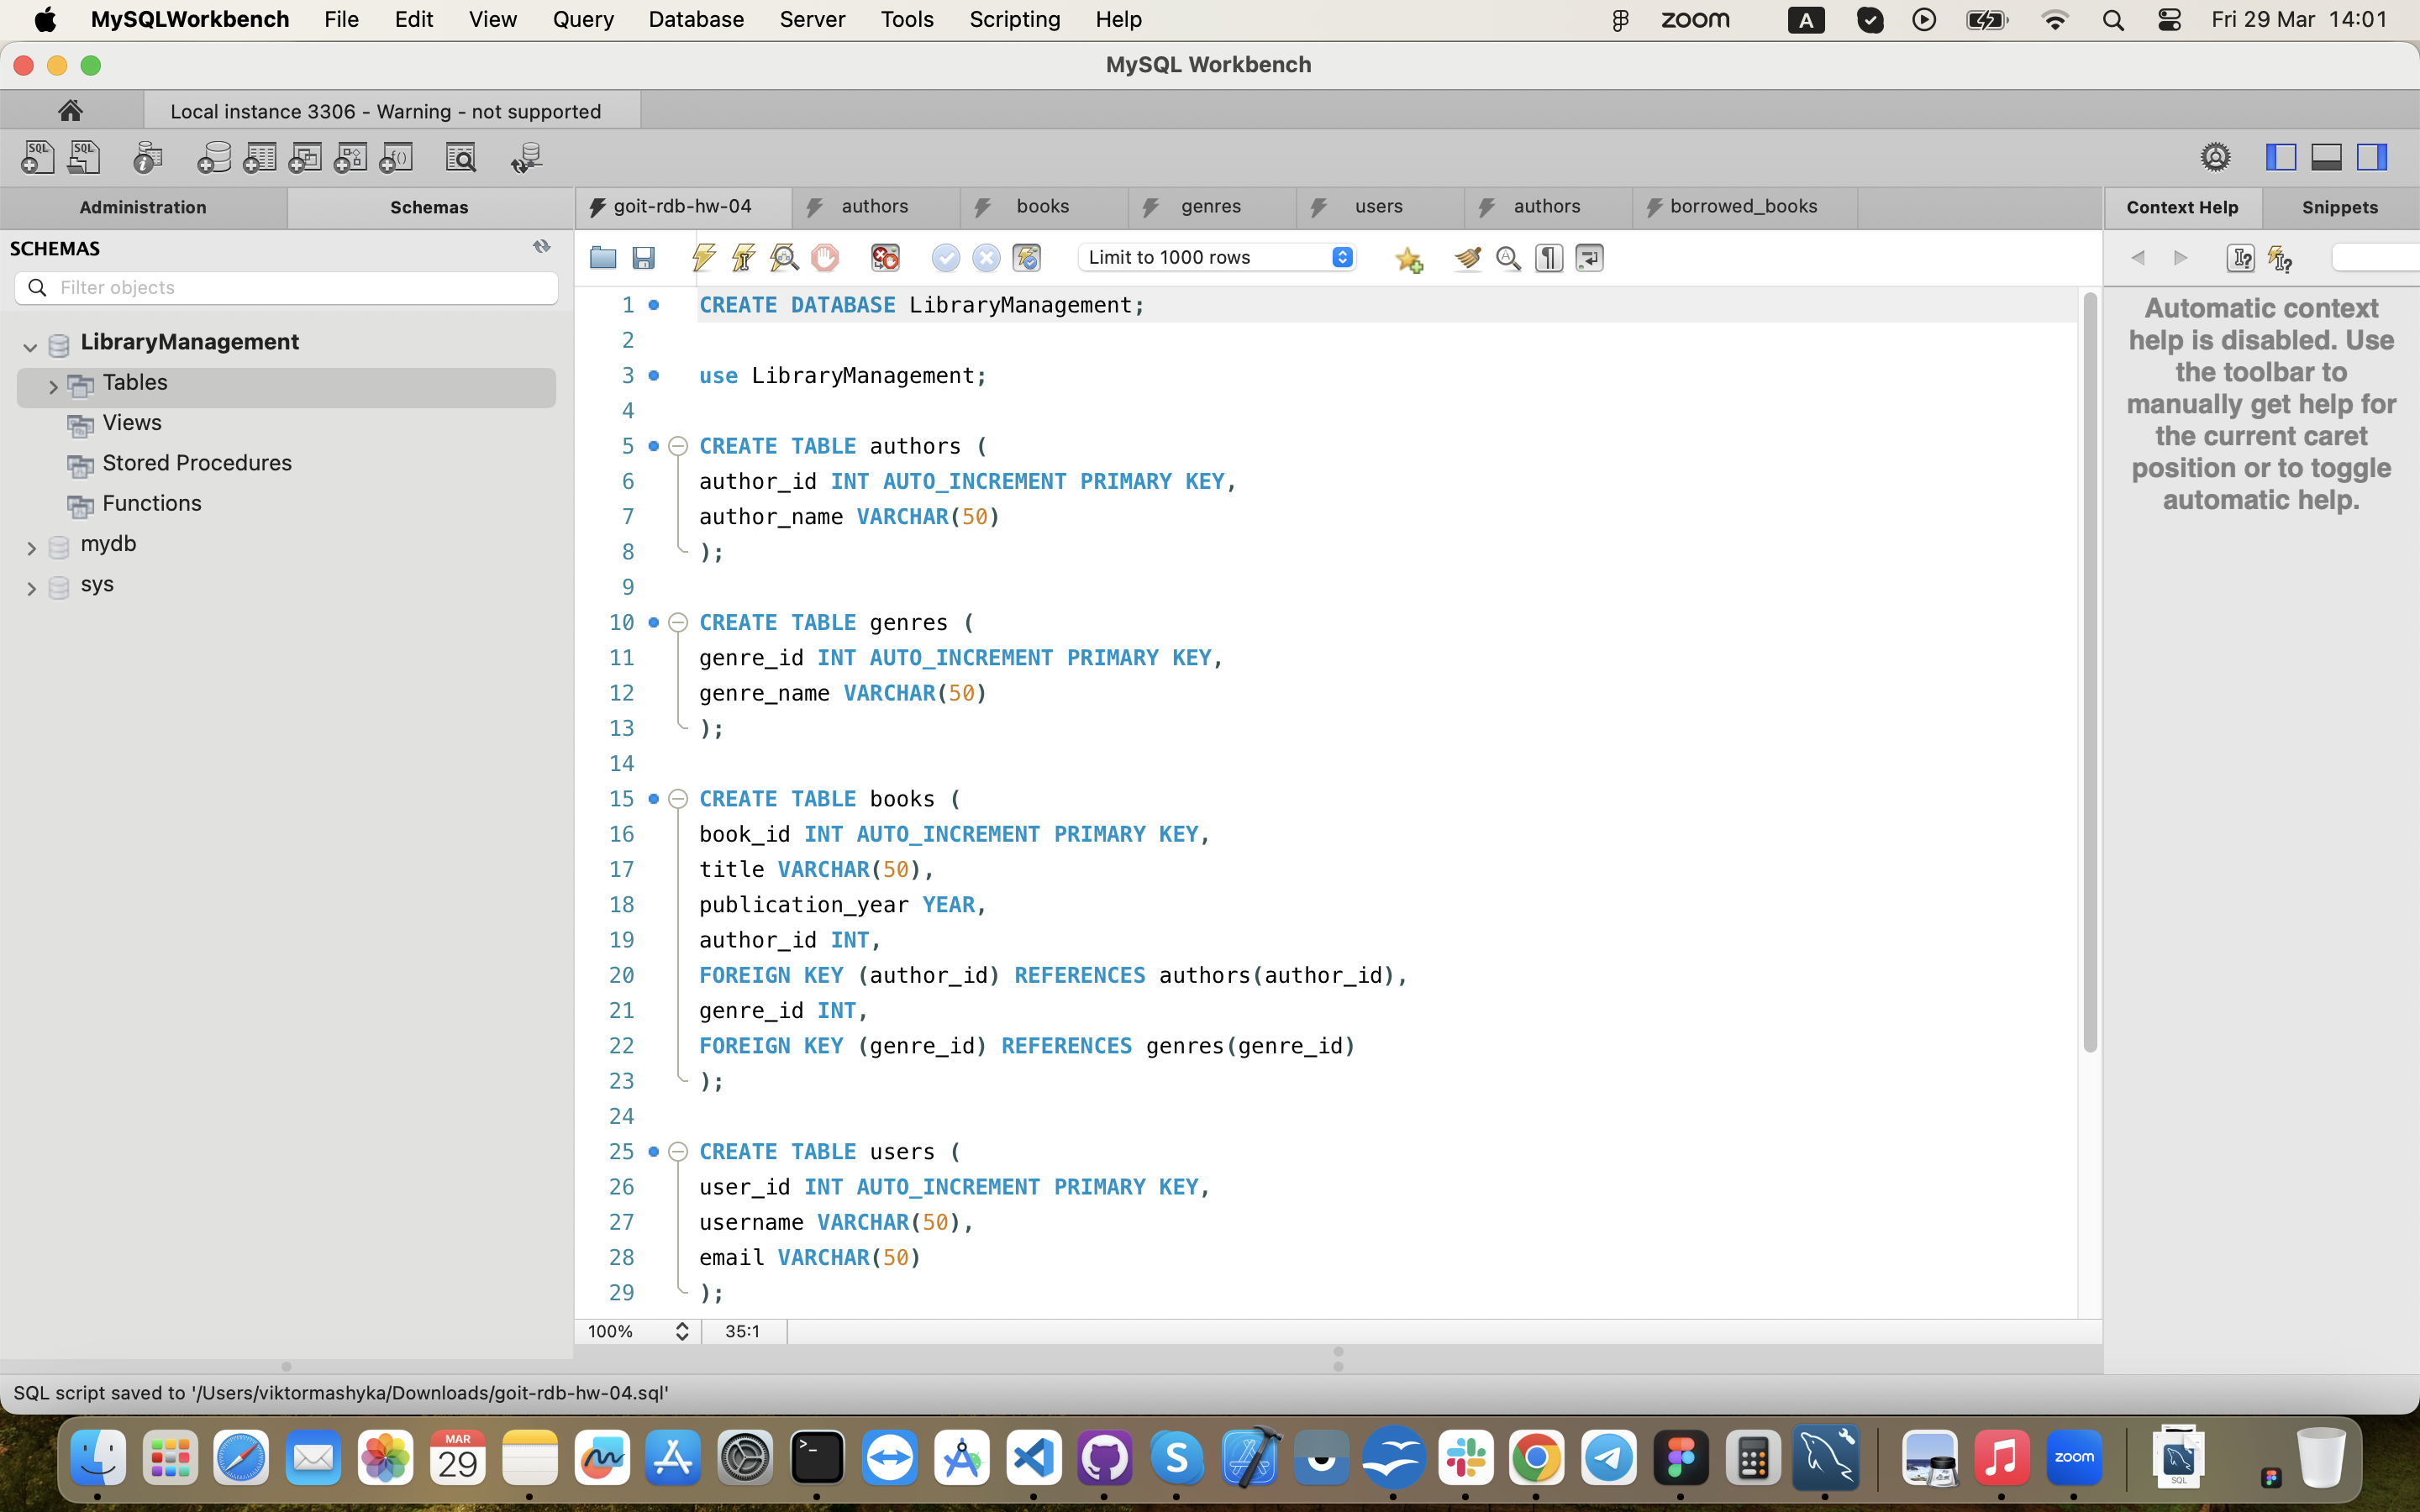 MySQLWorkbench File Edit View Query Database Server Tools Scripting Help zoom A Fri 29 Mar 14:01
MySQL Workbench
Local instance 3306 - Warning - not supported
Administration Schemas goit-rdb-hw-04 authors books genres users authors borrowed_books Context Help Snippets
SCHEMAS
Filter objects
Limit to 1000 rows
LibraryManagement
Tables
Views
Stored Procedures
Functions
mydb
sys
1 CREATE DATABASE LibraryManagement;
2
3 use LibraryManagement;
4
5 CREATE TABLE authors (
6 author_id INT AUTO_INCREMENT PRIMARY KEY,
7 author_name VARCHAR(50)
8 );
9
10 CREATE TABLE genres (
11 genre_id INT AUTO_INCREMENT PRIMARY KEY,
12 genre_name VARCHAR(50)
13 );
14
15 CREATE TABLE books (
16 book_id INT AUTO_INCREMENT PRIMARY KEY,
17 title VARCHAR(50),
18 publication_year YEAR,
19 author_id INT,
20 FOREIGN KEY (author_id) REFERENCES authors(author_id),
21 genre_id INT,
22 FOREIGN KEY (genre_id) REFERENCES genres(genre_id)
23 );
24
25 CREATE TABLE users (
26 user_id INT AUTO_INCREMENT PRIMARY KEY,
27 username VARCHAR(50),
28 email VARCHAR(50)
29 );
Automatic context
help is disabled. Use
the toolbar to
manually get help for
the current caret
position or to toggle
automatic help.
100% 35:1
SQL script saved to '/Users/viktormashyka/Downloads/goit-rdb-hw-04.sql'
MAR
29
zoom
SQL